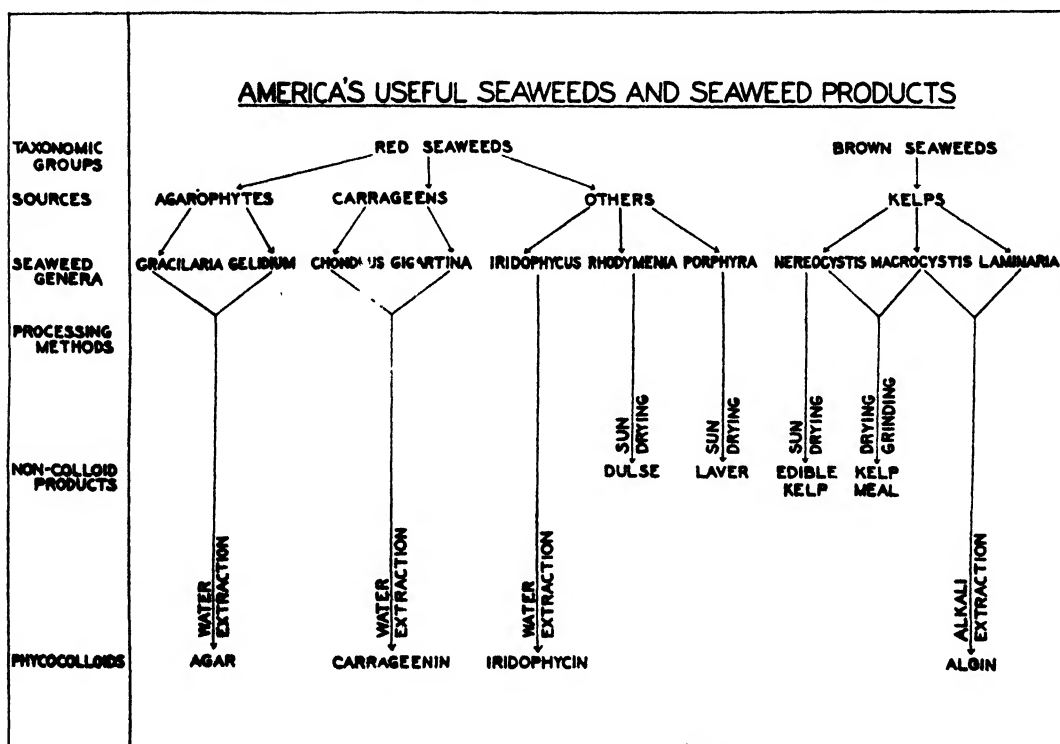 AMERICA'S USEFUL SEAWEEDS AND SEAWEED PRODUCTS
TAXONOMIC
GROUPS
RED SEAWEEDS
BROWN SEAWEEDS
SOURCES
AGAROPHYTES
CARRAGEENS
OTHERS
KELPS
SEAWEED
GENERA
GRACILARIA GELIDIUM
CHONDRUS GIGARTINA
IRIDOPHYCUS RHODYMENIA PORPHYRA
NEREOCYSTIS MACROCYSTIS LAMINARIA
PROCESSING
METHODS
SUN
DRYING
SUN
DRYING
SUN
DRYING
DRYING
GRINDING
NON-COLLOID
PRODUCTS
DULSE
LAVER
EDIBLE
KELP
KELP
MEAL
WATER
EXTRACTION
WATER
EXTRACTION
WATER
EXTRACTION
ALKALI
EXTRACTION
PHYCOCOLLOIDS
AGAR
CARRAGEENIN
IRIDOPHYCIN
ALGIN